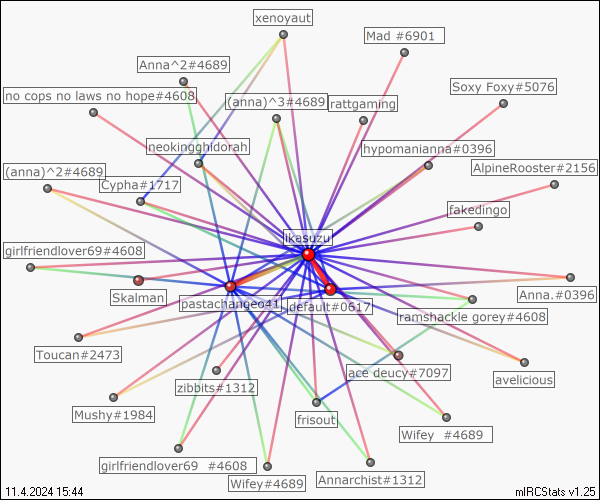 xenoyaut
Mad #6901
Anna^2#4689
Soxy Foxy#5076
no cops no laws no hope#4608
(anna)^3#4689
rattgaming
neokingghidorah
hypomanianna#0396
AlpineRooster#2156
(anna)^2#4689
Cypha#1717
fakedingo
ikasuzu
girlfriendlover69#4608
Skalman
pastachangeo41
default#0617
Anna.#0396
ramshackle gorey#4608
Toucan#2473
ace deucy#7097
avelicious
zibbits#1312
Mushy#1984
frisout
Wifey #4689
girlfriendlover69 #4608
Wifey#4689
Annarchist#1312
11.4.2024 15:44
mIRCStats v1.25